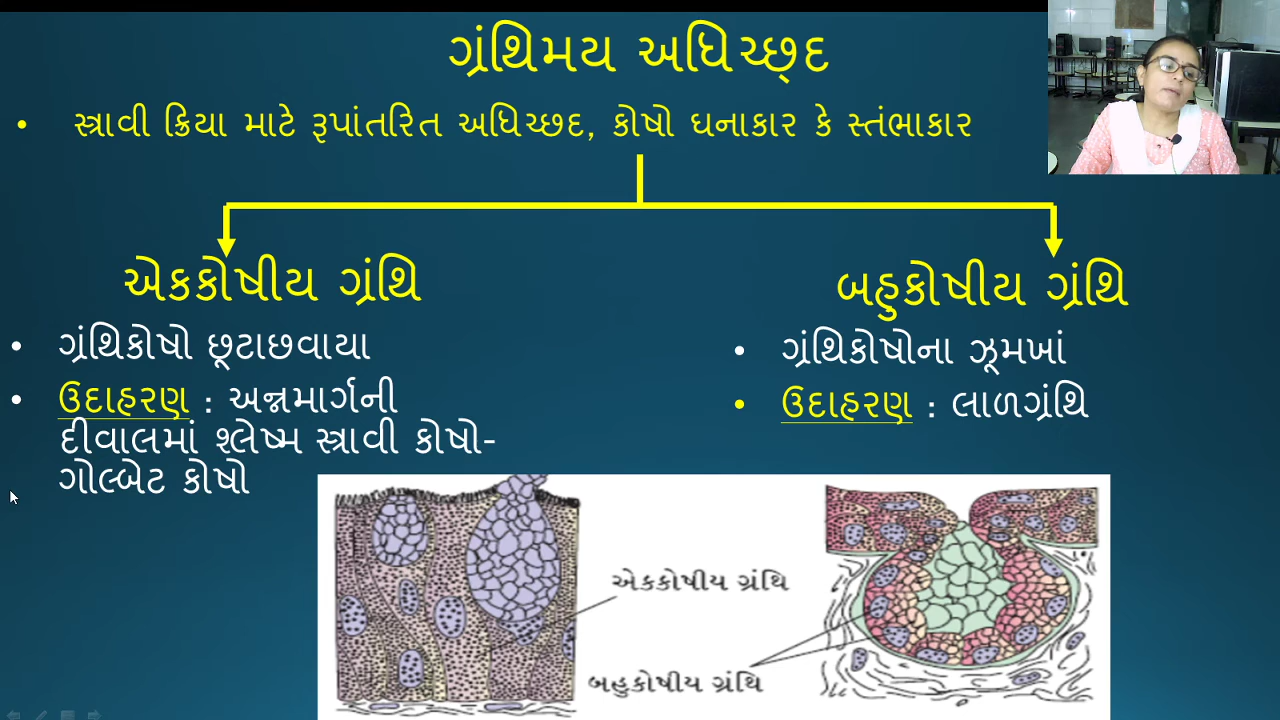 ગ્રંથિમય અધિચ્છ્દ
• સ્ત્રાવી ક્રિયા માટે રૂપાંતરિત અધિચ્છદ, કોષો ઘનાકાર કે સ્તંભાકાર
એકકોષીય ગ્રંથિ
• ગ્રંથિકોષો છૂટાછવાયા
• ઉદાહરણ : અન્નમાર્ગની
દીવાલમાં શ્લેષ્મ સ્ત્રાવી કોષો-
ગોલ્બેટ કોષો
બહુકોષીય ગ્રંથિ
• ગ્રંથિકોષોના ઝૂમખાં
• ઉદાહરણ : લાળગ્રંથિ
એકકોષીય ગ્રંથિ
બહુકોષીય ગ્રંથિ